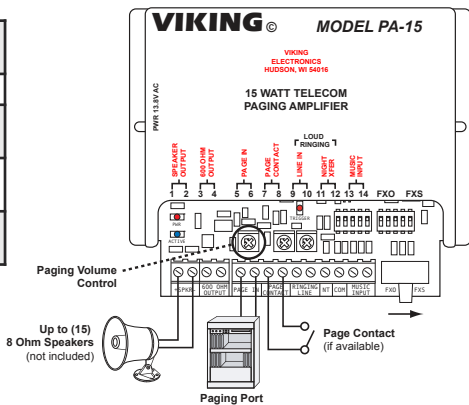 VIKING©
MODEL PA-15
VIKING
ELECTRONICS
HUDSON, WI 54016
15 WATT TELECOM
PAGING AMPLIFIER
PWR 13.8V AC
LOUD
RINGING
SPEAKER
OUTPUT
600 OHM
OUTPUT
PAGE IN
PAGE
CONTACT
LINE IN
NIGHT
XFER
MUSIC
INPUT
1 2 3 4 5 6 7 8 9 10 11 12 13 14 FXO FXS
PWR
ACTIVE
TRIGGER
Paging Volume
Control
+SPKR-
600 OHM
OUTPUT
PAGE IN
PAGE
CONTACT
RINGING
LINE
NT
COM
MUSIC
INPUT
FXO
FXS
Up to (15)
8 Ohm Speakers
(not included)
Page Contact
(if available)
Paging Port